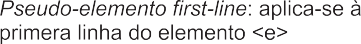 Pseudo-elemento first-line: aplica-se à
primera linha do elemento <e>